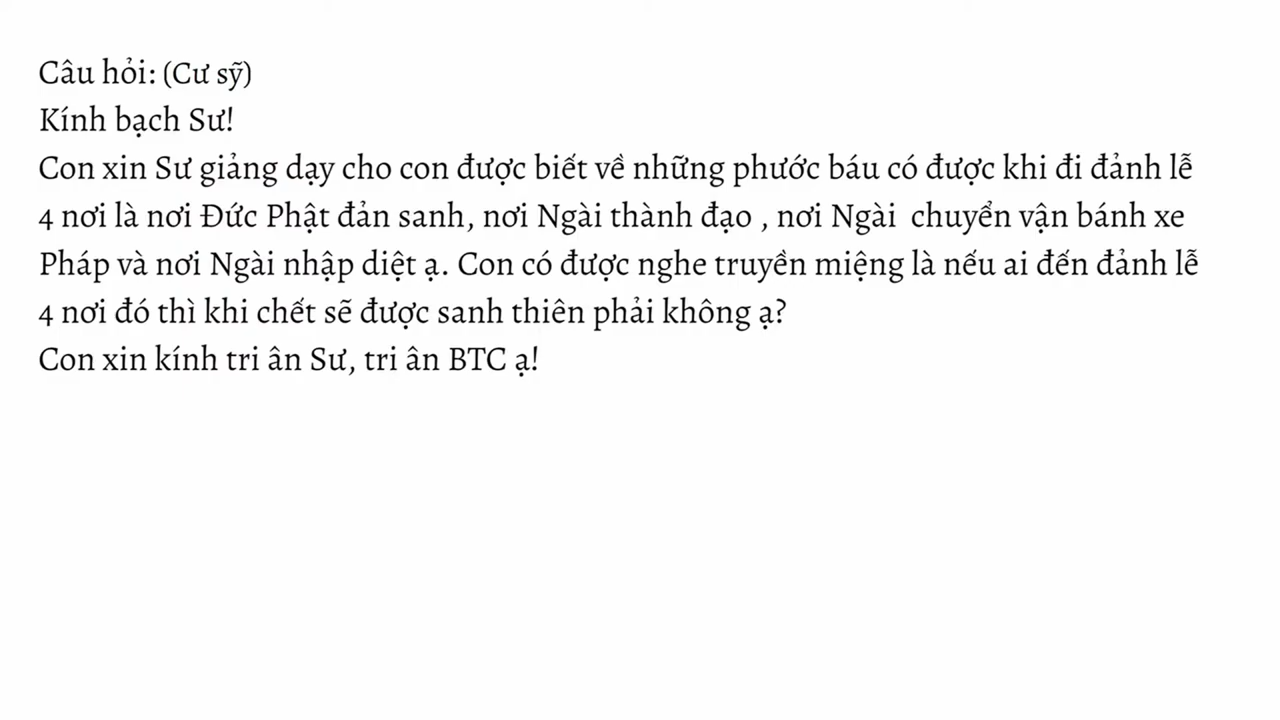 Câu hỏi: (Cư sỹ)
Kính bạch Sư!
Con xin Sư giảng dạy cho con được biết về những phước báu có được khi đi đảnh lễ
4 nơi là nơi Đức Phật đản sanh, nơi Ngài thành đạo , nơi Ngài  chuyển vận bánh xe
Pháp và nơi Ngài nhập diệt ạ. Con có được nghe truyền miệng là nếu ai đến đảnh lễ
4 nơi đó thì khi chết sẽ được sanh thiên phải không ạ?
Con xin kính tri ân Sư, tri ân BTC ạ!